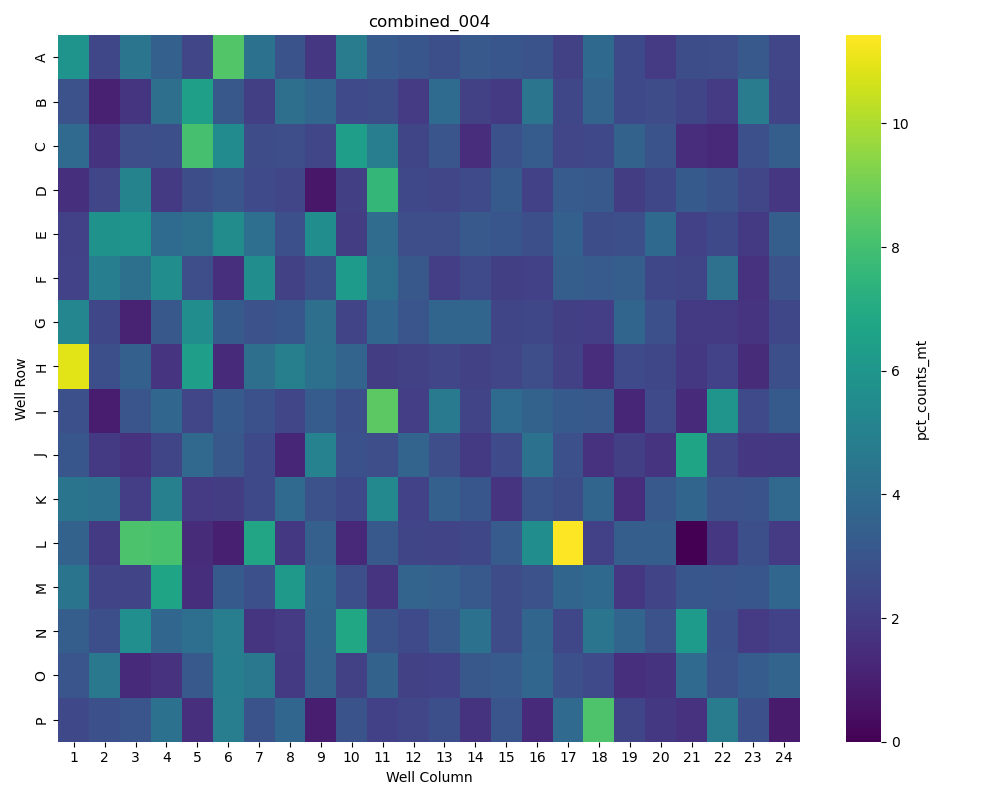 combined_004
A
B
C
D
E
F
G
H
I
J
K
L
M
N
O
P
Well Row
1 2 3 4 5 6 7 8 9 10 11 12 13 14 15 16 17 18 19 20 21 22 23 24
Well Column
10
8
6
4
2
0
pct_counts_mt